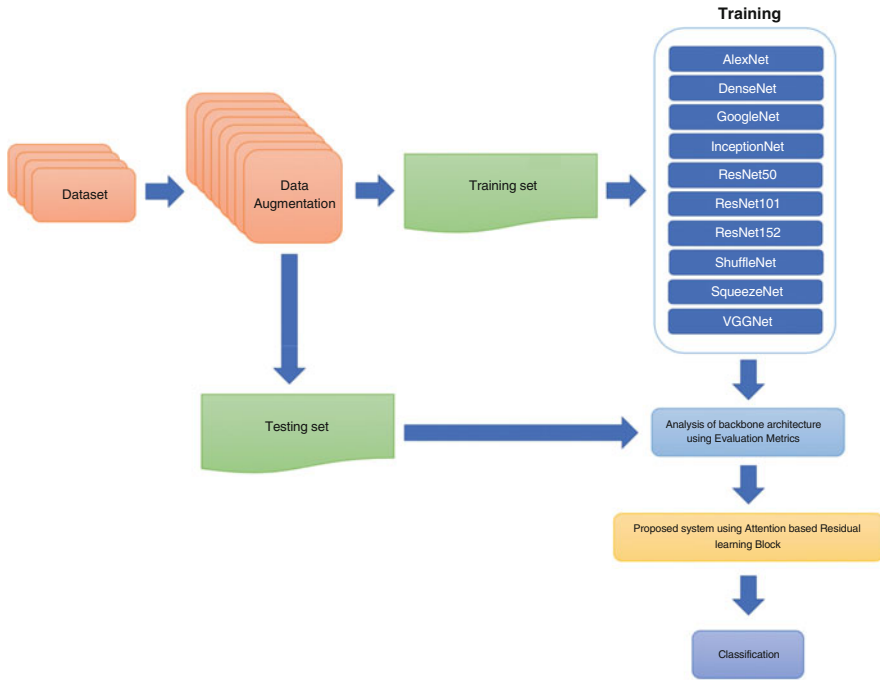 Training
AlexNet
DenseNet
GoogleNet
InceptionNet
ResNet50
ResNet101
ResNet152
ShuffleNet
SqueezeNet
VGGNet
Dataset
Data
Augmentation
Training set
Testing set
Analysis of backbone architecture
using Evaluation Metrics
Proposed system using Attention based Residual
learning Block
Classification